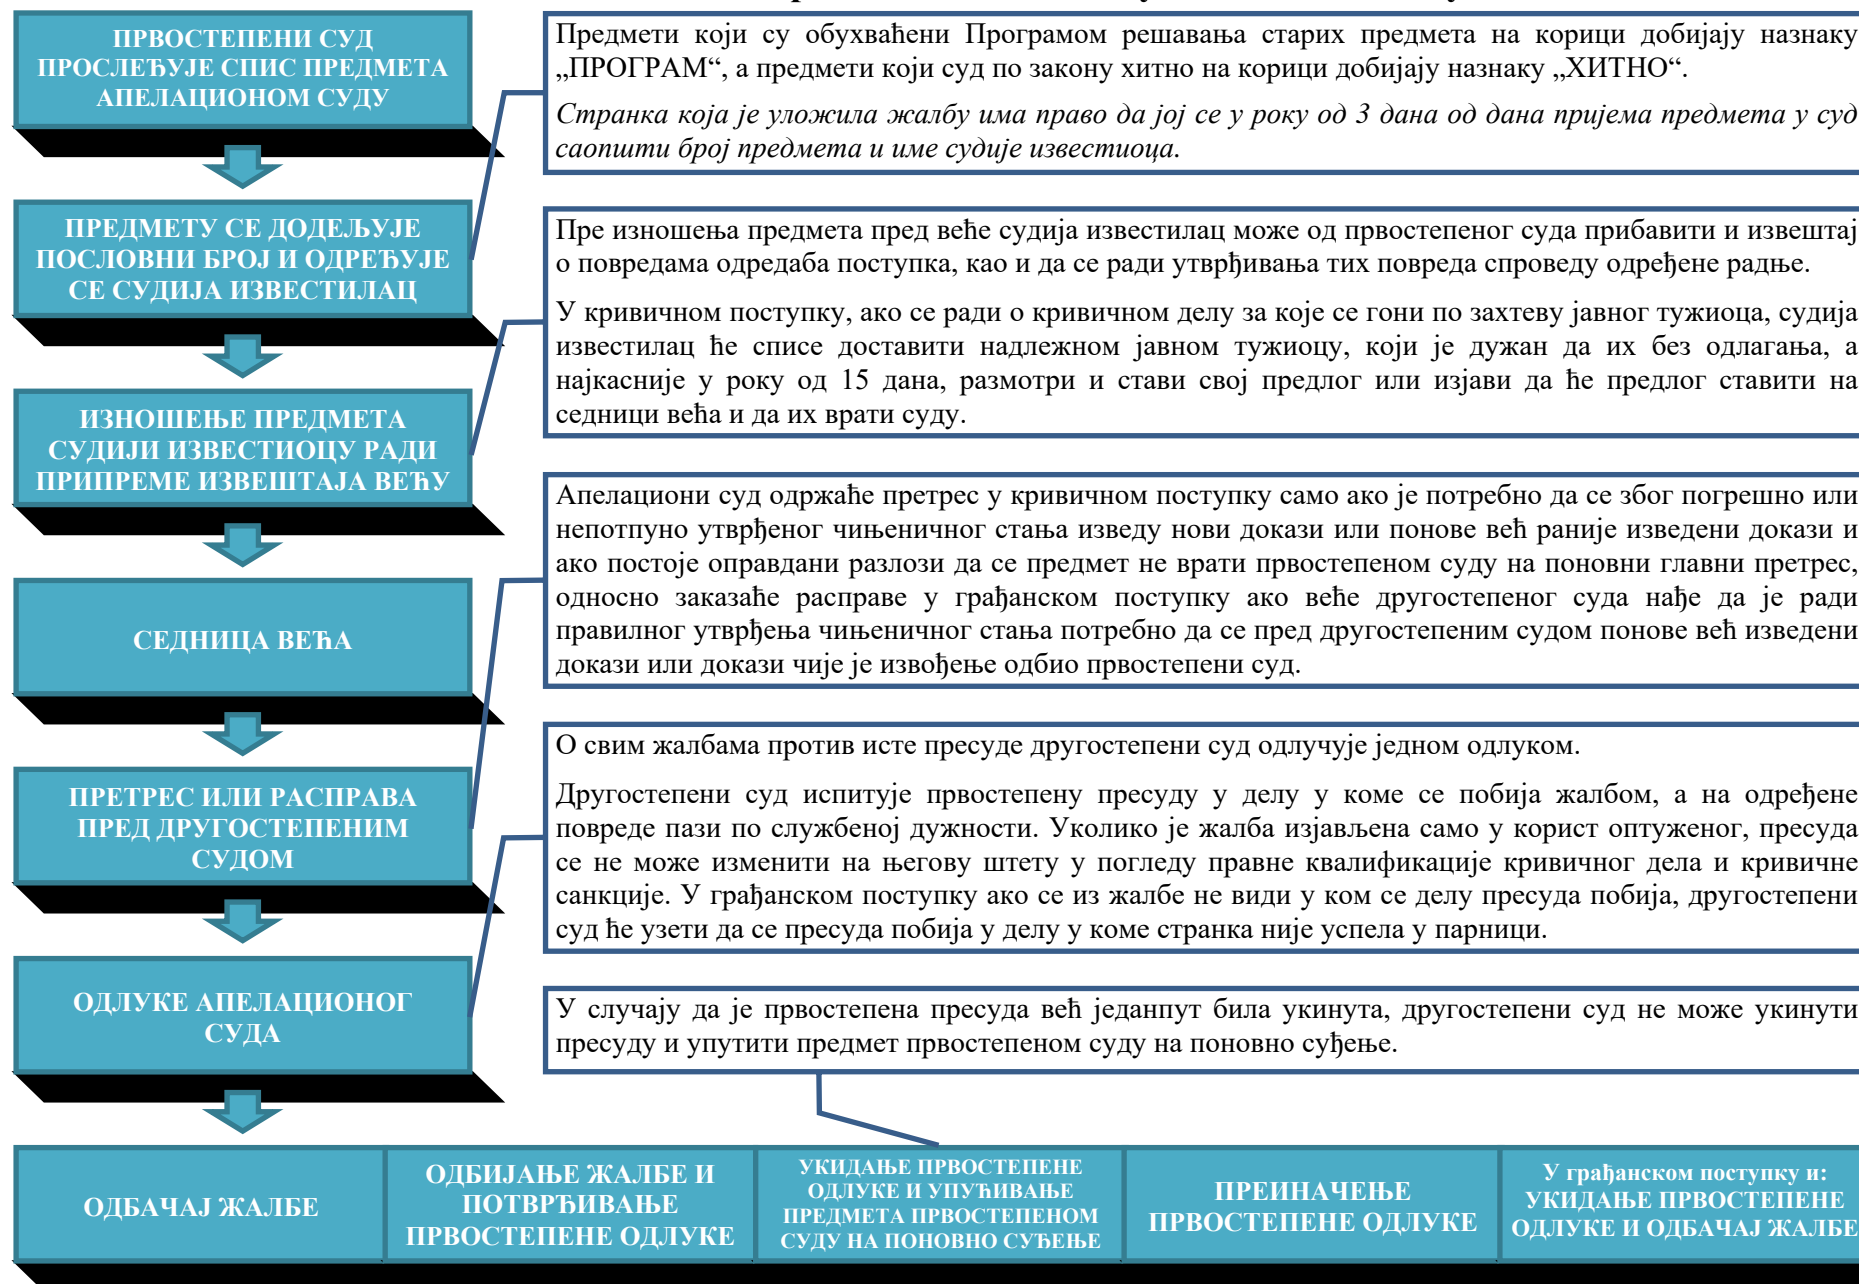 ПРВОСТЕПЕНИ СУД
ПРОСЛЕЂУЈЕ СПИС ПРЕДМЕТА
АПЕЛАЦИОНОМ СУДУ
Предмети који су обухваћени Програмом решавања старих предмета на корици добијају назнаку
„ПРОГРАМ“, а предмети који суд по закону хитно на корици добијају назнаку „ХИТНО“.
Странка која је уложила жалбу има право да јој се у року од 3 дана од дана пријема предмета у суд
саопшти број предмета и име судије известиоца.
ПРЕДМЕТУ СЕ ДОДЕЉУЈЕ
ПОСЛОВНИ БРОЈ И ОДРЕЂУЈЕ
СЕ СУДИЈА ИЗВЕСТИЛАЦ
Пре изношења предмета пред веће судија известилац може од првостепеног суда прибавити и извештај
о повредама одредаба поступка, као и да се ради утврђивања тих повреда спроведу одређене радње.
У кривичном поступку, ако се ради о кривичном делу за које се гони по захтеву јавног тужиоца, судија
известилац ће списе доставити надлежном јавном тужиоцу, који је дужан да их без одлагања, а
најкасније у року од 15 дана, размотри и стави свој предлог или изјави да ће предлог ставити на
седници већа и да их врати суду.
ИЗНОШЕЊЕ ПРЕДМЕТА
СУДИЈИ ИЗВЕСТИОЦУ РАДИ
ПРИПРЕМЕ ИЗВЕШТАЈА ВЕЋУ
Апелациони суд одржаће претрес у кривичном поступку само ако је потребно да се због погрешно или
непотпуно утврђеног чињеничног стања изведу нови докази или понове већ раније изведени докази и
ако постоје оправдани разлози да се предмет не врати првостепеном суду на поновни главни претрес,
односно заказаће расправе у грађанском поступку ако веће другостепеног суда нађе да је ради
правилног утврђења чињеничног стања потребно да се пред другостепеним судом понове већ изведени
докази или докази чије је извођење одбио првостепени суд.
СЕДНИЦА ВЕЋА
О свим жалбама против исте пресуде другостепени суд одлучује једном одлуком.
Другостепени суд испитује првостепену пресуду у делу у коме се побија жалбом, а на одређене
повреде пази по службеној дужности. Уколико је жалба изјављена само у корист оптуженог, пресуда
се не може изменити на његову штету у погледу правне квалификације кривичног дела и кривичне
санкције. У грађанском поступку ако се из жалбе не види у ком се делу пресуда побија, другостепени
суд ће узети да се пресуда побија у делу у коме странка није успела у парници.
ПРЕТРЕС ИЛИ РАСПРАВА
ПРЕД ДРУГОСТЕПЕНИМ
СУДОМ
ОДЛУКЕ АПЕЛАЦИОНОГ
СУДА
У случају да је првостепена пресуда већ једанпут била укинута, другостепени суд не може укинути
пресуду и упутити предмет првостепеном суду на поновно суђење.
ОДБАЧАЈ ЖАЛБЕ
ОДБИЈАЊЕ ЖАЛБЕ И
ПОТВРЂИВАЊЕ
ПРВОСТЕПЕНЕ ОДЛУКЕ
УКИДАЊЕ ПРВОСТЕПЕНЕ
ОДЛУКЕ И УПУЋИВАЊЕ
ПРЕДМЕТА ПРВОСТЕПЕНОМ
СУДУ НА ПОНОВНО СУЂЕЊЕ
ПРЕИНАЧЕЊЕ
ПРВОСТЕПЕНЕ ОДЛУКЕ
У грађанском поступку и:
УКИДАЊЕ ПРВОСТЕПЕНЕ
ОДЛУКЕ И ОДБАЧАЈ ЖАЛБЕ